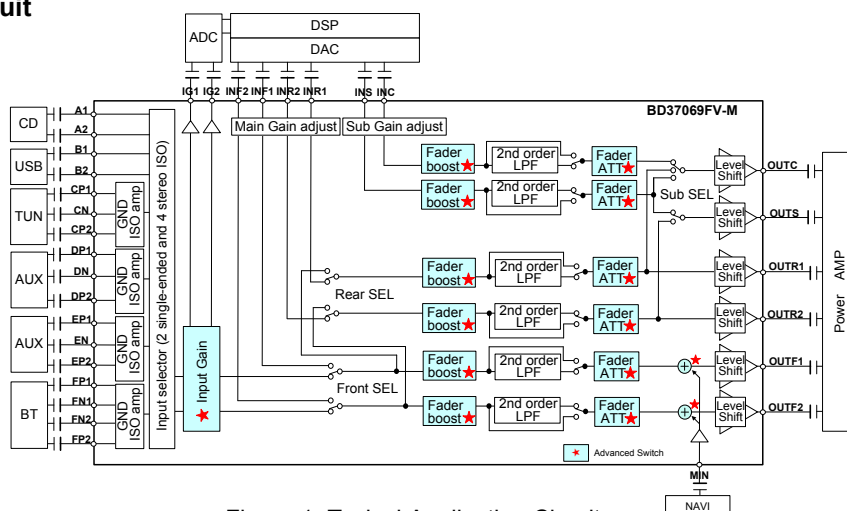 uit
DSP
ADC
DAC
IG1 IG2 INF2 INF1 INR2 INR1 INS INC
BD37069FV-M
CD
A1
A2
USB
B1
B2
TUN
CP1
CN
CP2
GND
ISO amp
AUX
DP1
DN
DP2
GND
ISO amp
AUX
EP1
EN
EP2
GND
ISO amp
BT
FP1
FN1
FN2
FP2
GND
ISO amp
Input selector (2 single-ended and 4 stereo ISO)
Input Gain
Main Gain adjust
Sub Gain adjust
Fader
boost
2nd order
LPF
Fader
ATT
Level
Shift
OUTC
Fader
boost
2nd order
LPF
Fader
ATT
Sub SEL
Level
Shift
OUTS
Rear SEL
Fader
boost
2nd order
LPF
Fader
ATT
Level
Shift
OUTR1
Fader
boost
2nd order
LPF
Fader
ATT
Level
Shift
OUTR2
Front SEL
Fader
boost
2nd order
LPF
Fader
ATT
Level
Shift
OUTF1
Fader
boost
2nd order
LPF
Fader
ATT
Level
Shift
OUTF2
Power AMP
Advanced Switch
MIN
NAVI